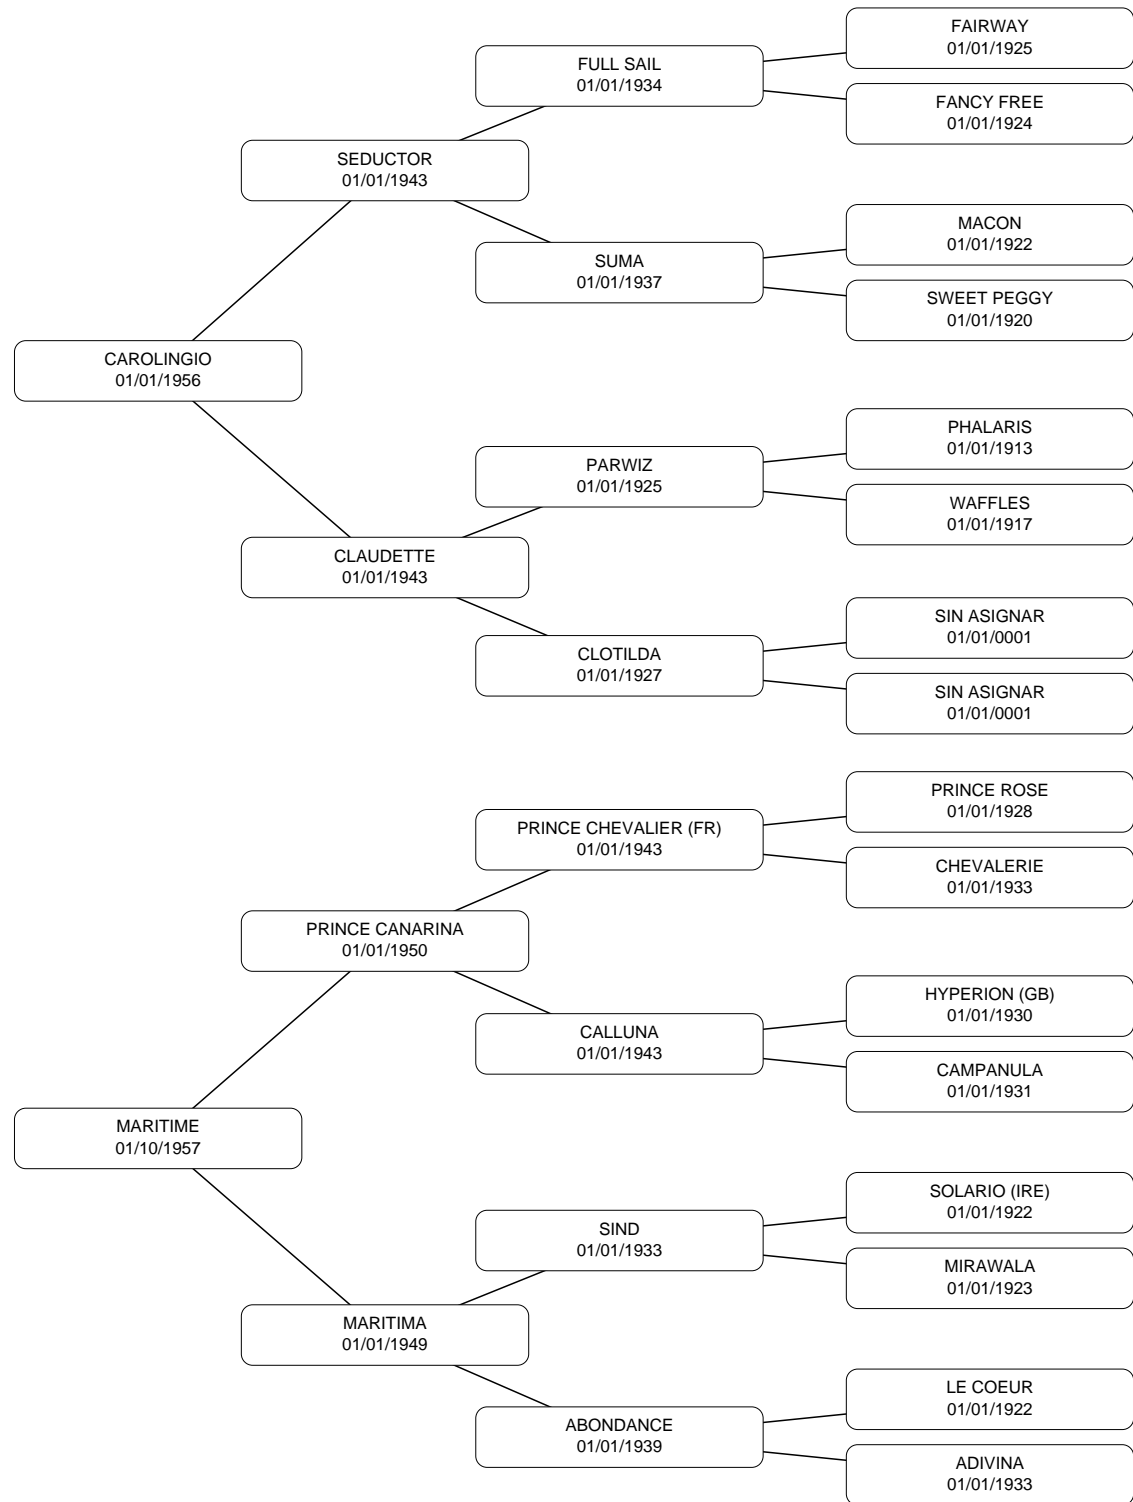 FAIRWAY
01/01/1925
FULL SAIL
01/01/1934
FANCY FREE
01/01/1924
SEDUCTOR
01/01/1943
MACON
01/01/1922
SUMA
01/01/1937
SWEET PEGGY
01/01/1920
CAROLINGIO
01/01/1956
PHALARIS
01/01/1913
PARWIZ
01/01/1925
WAFFLES
01/01/1917
CLAUDETTE
01/01/1943
SIN ASIGNAR
01/01/0001
CLOTILDA
01/01/1927
SIN ASIGNAR
01/01/0001
PRINCE ROSE
01/01/1928
PRINCE CHEVALIER (FR)
01/01/1943
CHEVALERIE
01/01/1933
PRINCE CANARINA
01/01/1950
HYPERION (GB)
01/01/1930
CALLUNA
01/01/1943
CAMPANULA
01/01/1931
MARITIME
01/10/1957
SOLARIO (IRE)
01/01/1922
SIND
01/01/1933
MIRAWALA
01/01/1923
MARITIMA
01/01/1949
LE COEUR
01/01/1922
ABONDANCE
01/01/1939
ADIVINA
01/01/1933